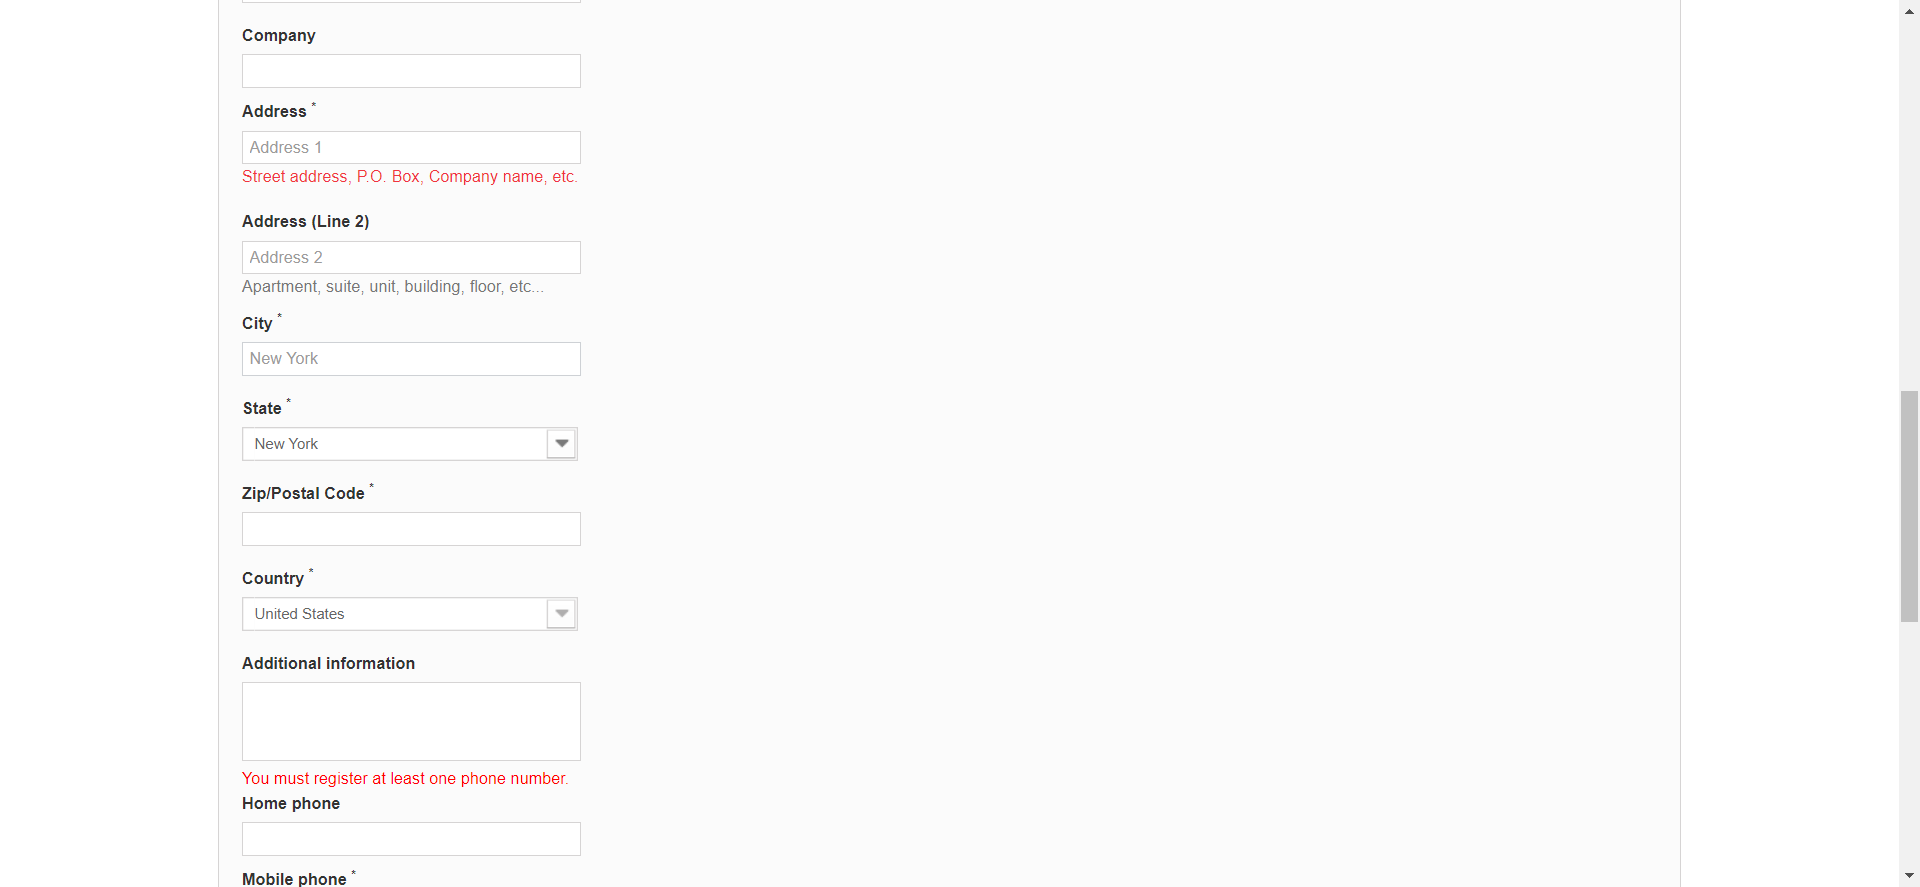 Company
Address *
Address 1
Street address, P.O. Box, Company name, etc.
Address (Line 2)
Address 2
Apartment, suite, unit, building, floor, etc...
City *
New York
State *
New York
Zip/Postal Code *
Country *
United States
Additional information
You must register at least one phone number.
Home phone
Mobile phone *